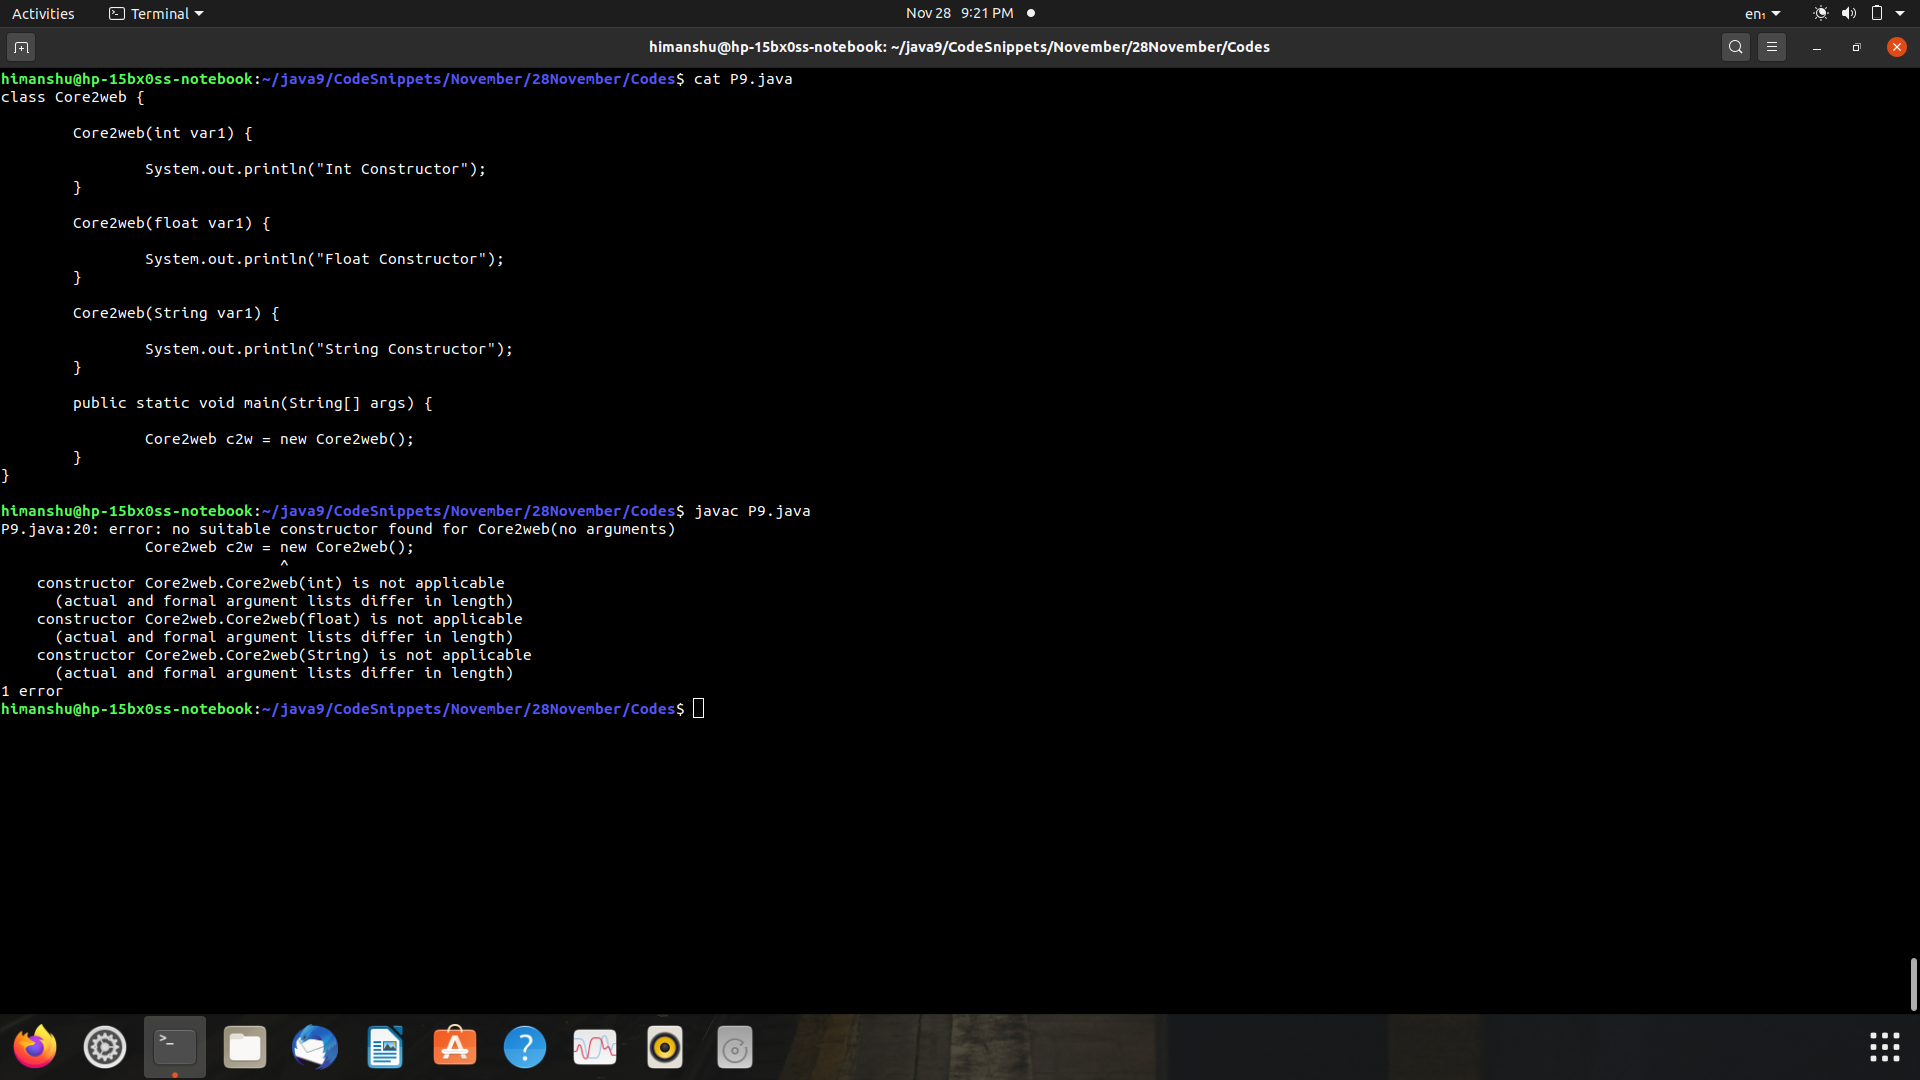 Activities
Terminal
Nov 28 9:21 PM
en₁
himanshu@hp-15bx0ss-notebook: ~/java9/CodeSnippets/November/28November/Codes
himanshu@hp-15bx0ss-notebook:~/java9/CodeSnippets/November/28November/Codes$ cat P9.java
class Core2web {
        Core2web(int var1) {
                System.out.println("Int Constructor");
        }
        Core2web(float var1) {
                System.out.println("Float Constructor");
        }
        Core2web(String var1) {
                System.out.println("String Constructor");
        }
        public static void main(String[] args) {
                Core2web c2w = new Core2web();
        }
}
himanshu@hp-15bx0ss-notebook:~/java9/CodeSnippets/November/28November/Codes$ javac P9.java
P9.java:20: error: no suitable constructor found for Core2web(no arguments)
                Core2web c2w = new Core2web();
                               ^
    constructor Core2web.Core2web(int) is not applicable
      (actual and formal argument lists differ in length)
    constructor Core2web.Core2web(float) is not applicable
      (actual and formal argument lists differ in length)
    constructor Core2web.Core2web(String) is not applicable
      (actual and formal argument lists differ in length)
1 error
himanshu@hp-15bx0ss-notebook:~/java9/CodeSnippets/November/28November/Codes$